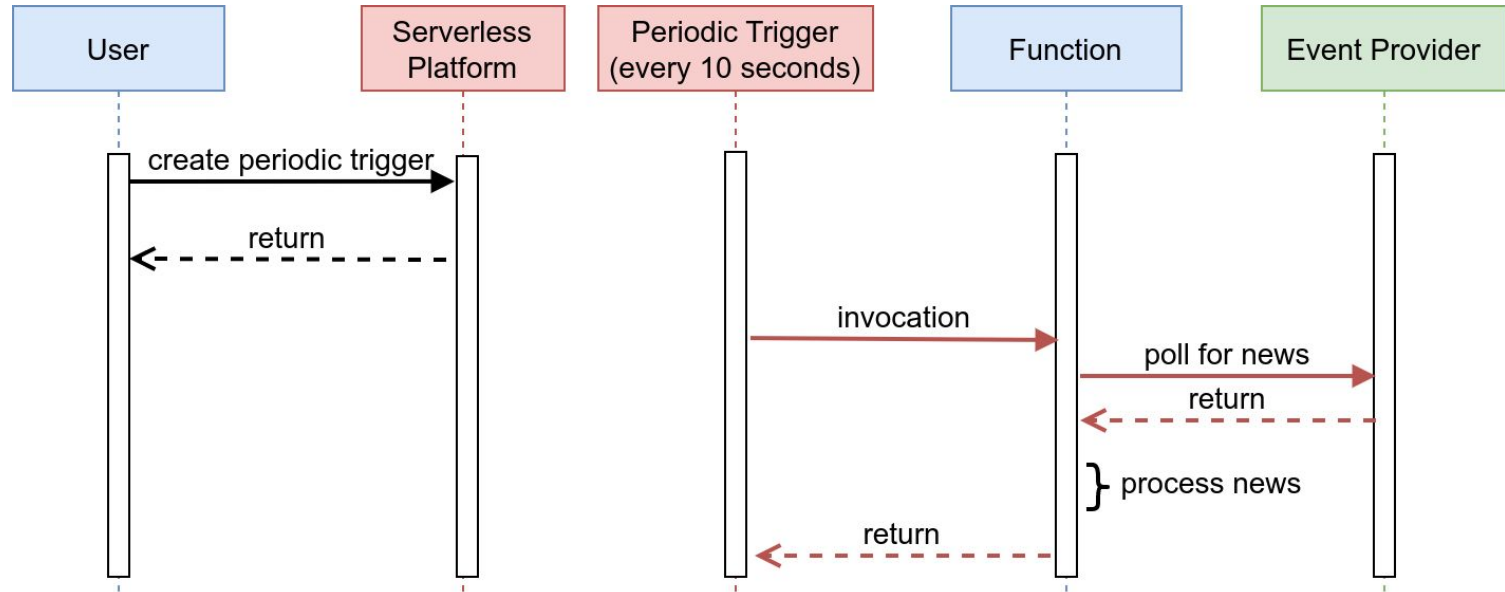 User
Serverless
Platform
Periodic Trigger
(every 10 seconds)
Function
Event Provider
create periodic trigger
return
invocation
poll for news
return
process news
return